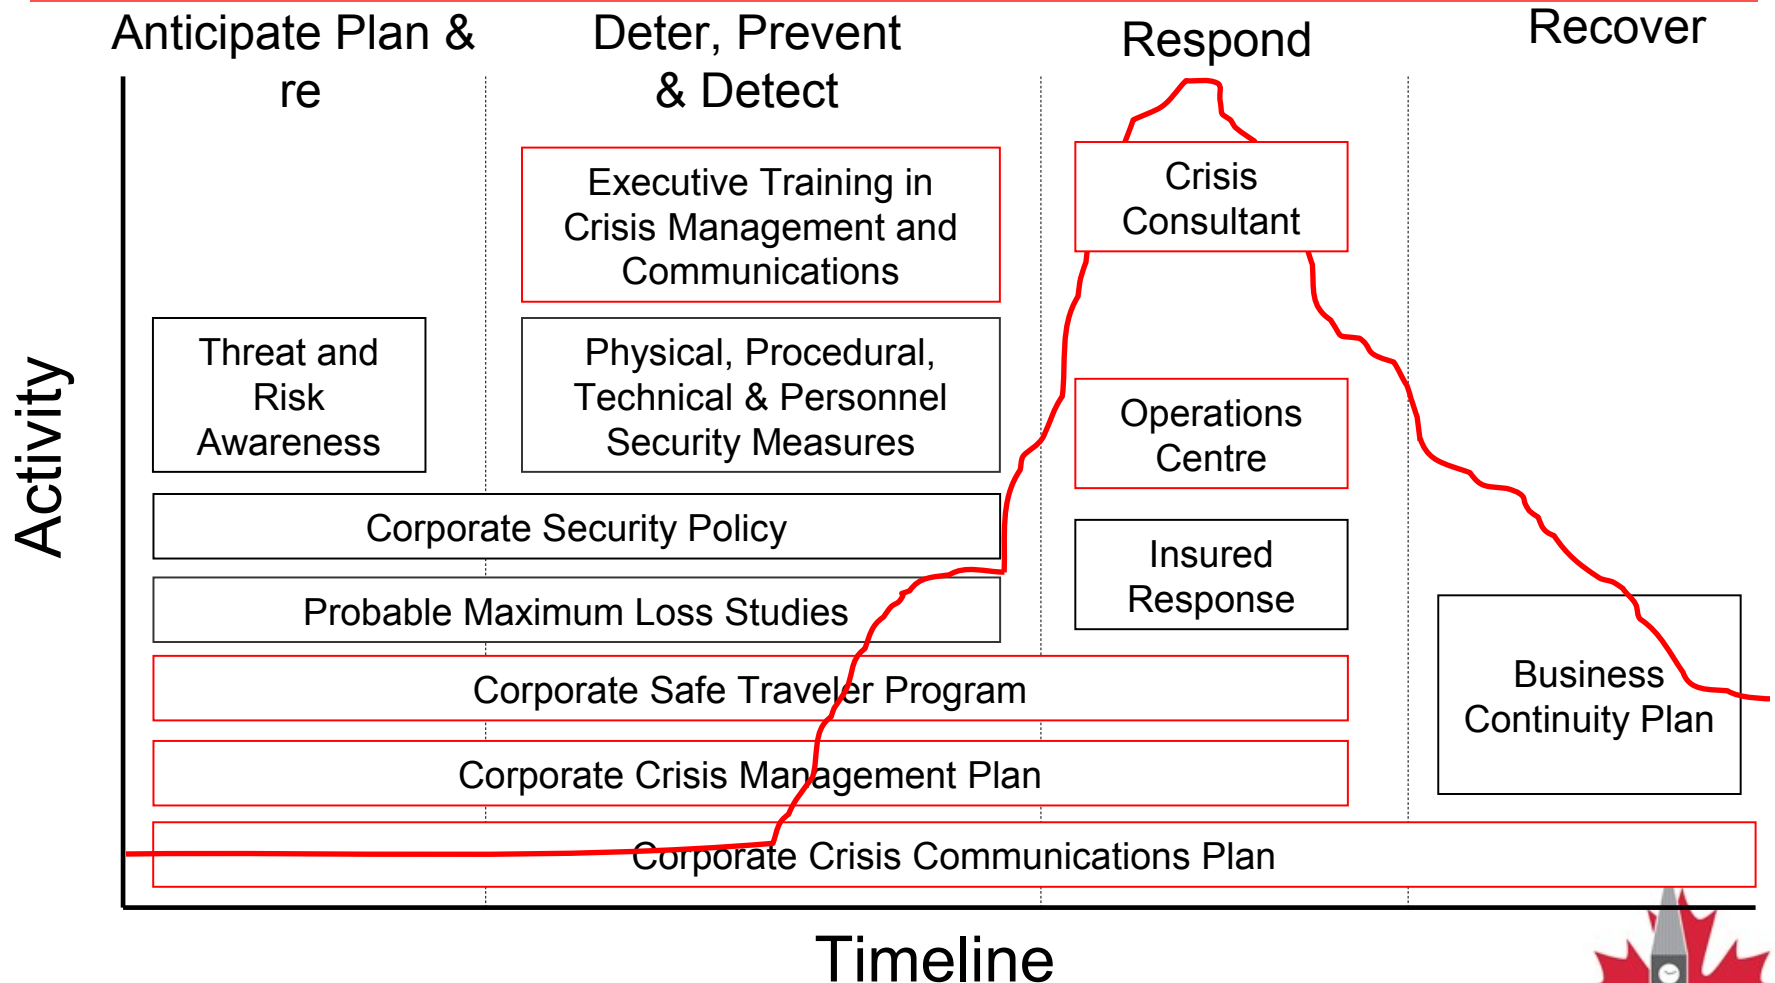 Anticipate Plan &
re
Deter, Prevent
& Detect
Respond
Recover
Activity
Executive Training in
Crisis Management and
Communications
Crisis
Consultant
Threat and
Risk
Awareness
Physical, Procedural,
Technical & Personnel
Security Measures
Operations
Centre
Corporate Security Policy
Insured
Response
Probable Maximum Loss Studies
Corporate Safe Traveler Program
Business
Continuity Plan
Corporate Crisis Management Plan
Corporate Crisis Communications Plan
Timeline